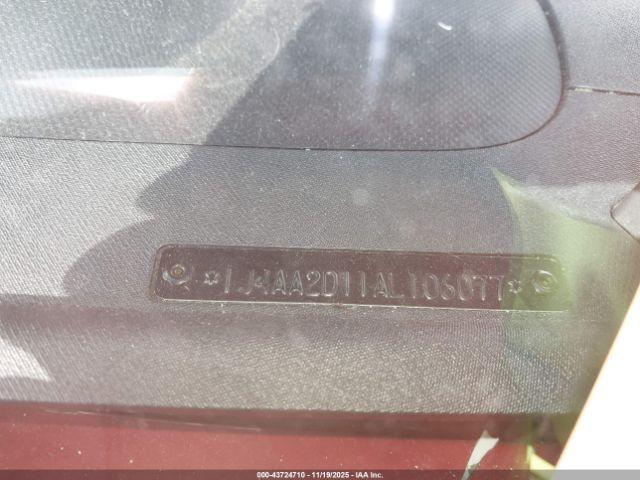 *1J4AA2D11AL106077*
000-43724710 - 11/19/2025 - IAA Inc.